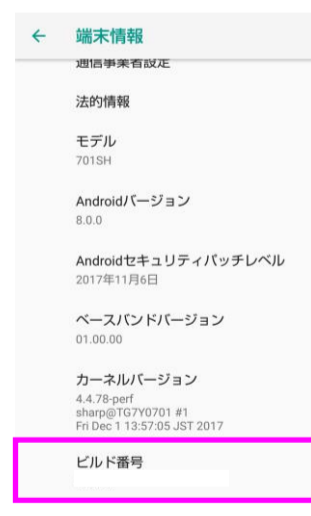 ← 端末情報
通信事業者設定
法的情報
モデル
701SH
Androidバージョン
8.0.0
Androidセキュリティパッチレベル
2017年11月6日
ベースバンドバージョン
01.00.00
カーネルバージョン
4.4.78-perf
sharp@TG7Y0701 #1
Fri Dec 1 13:57:05 JST 2017
ビルド番号